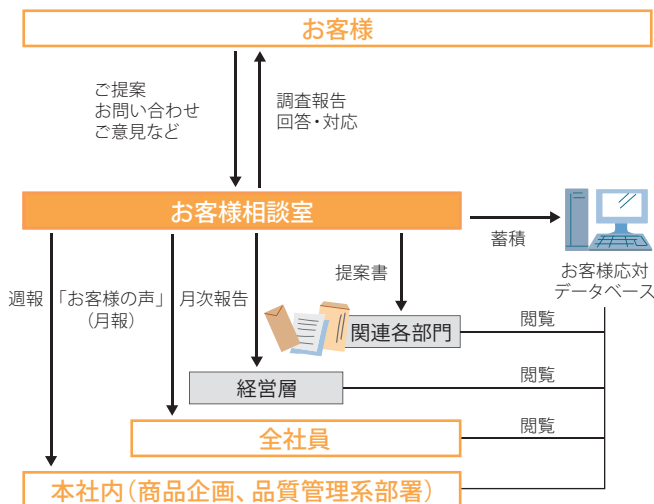 お客様
ご提案
お問い合わせ
ご意見など
調査報告
回答・対応
お客様相談室
蓄積
お客様応対
データベース
週報
「お客様の声」
（月報）
月次報告
提案書
関連各部門
閲覧
経営層
閲覧
全社員
閲覧
本社内（商品企画、品質管理系部署）